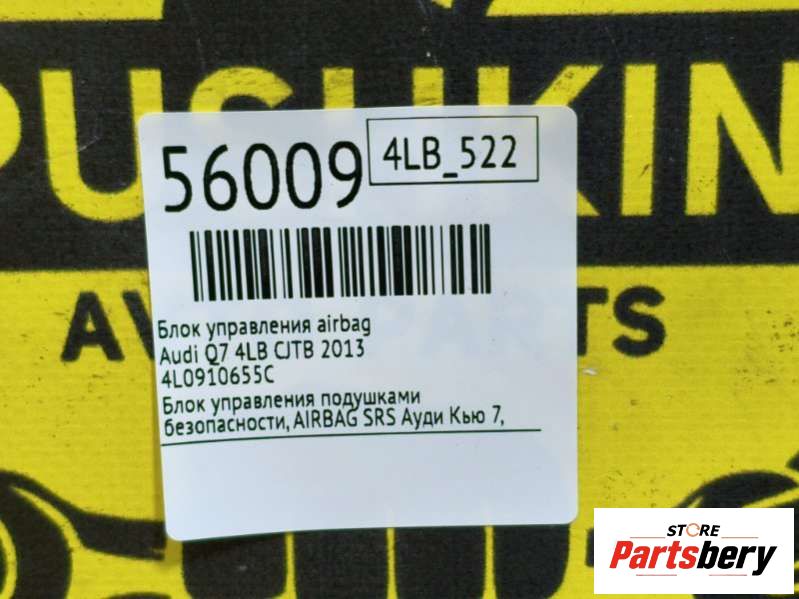 PUSHKIN
56009
4LB_522
Блок управления airbag
Audi Q7 4LB CJTB 2013
4L0910655C
Блок управления подушками
безопасности, AIRBAG SRS Ауди Кью 7,
STORE
Partsbery